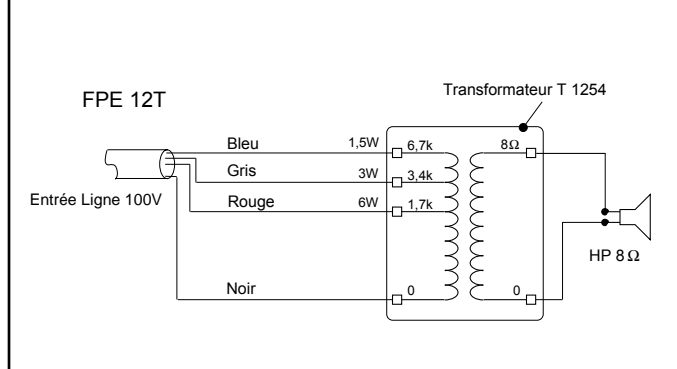 Transformateur T 1254
FPE 12T
Bleu 1,5W 6,7k 8Ω
Gris 3W 3,4k
Entrée Ligne 100V
Rouge 6W 1,7k
HP 8Ω
Noir 0 0